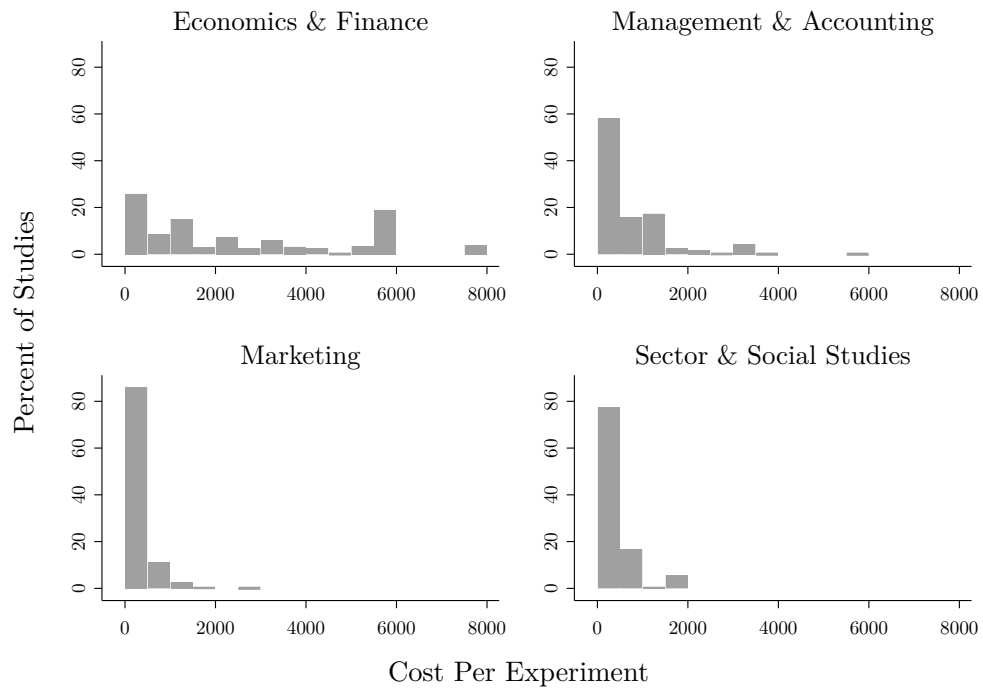 Economics & Finance
80
60
40
20
0
0 2000 4000 6000 8000
Management & Accounting
80
60
40
20
0
0 2000 4000 6000 8000
Marketing
80
60
40
20
0
0 2000 4000 6000 8000
Sector & Social Studies
80
60
40
20
0
0 2000 4000 6000 8000
Percent of Studies
Cost Per Experiment